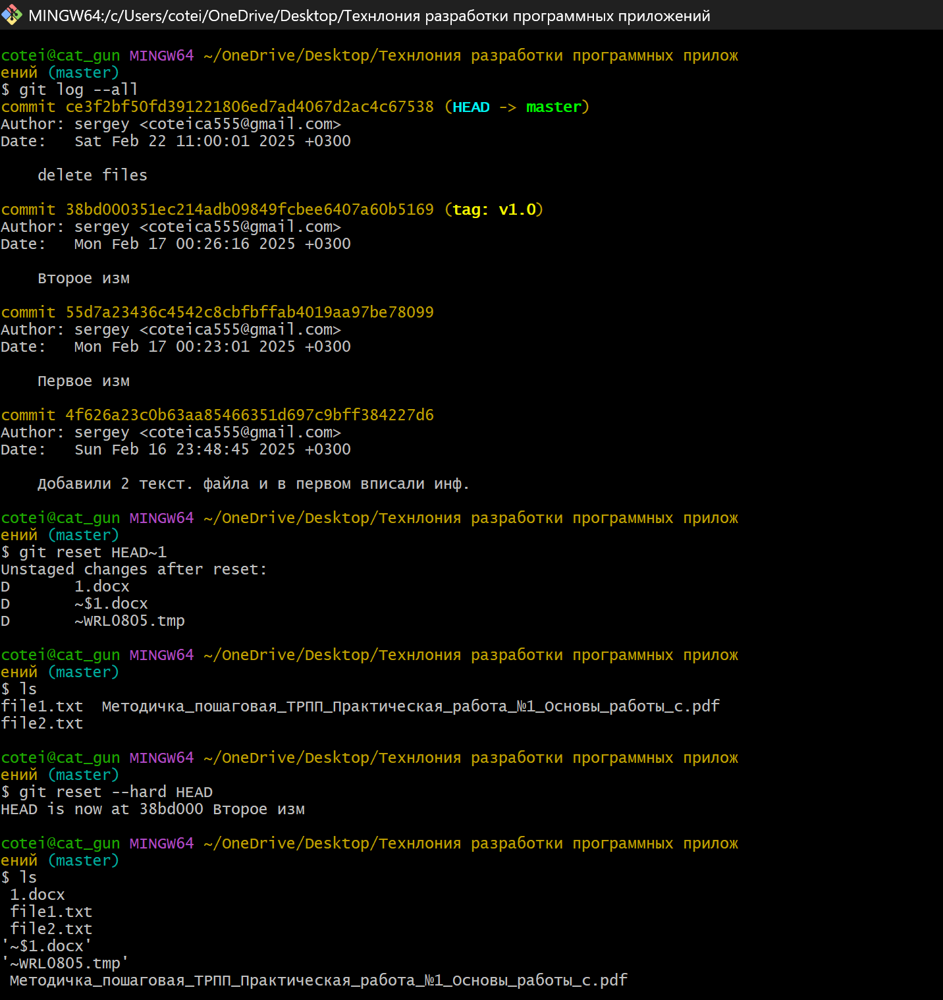 MINGW64:/c/Users/cotei/OneDrive/Desktop/Технлония разработки программных приложений
cotei@cat_gun MINGW64 ~/OneDrive/Desktop/Технлония разработки программных прилож
ений (master)
$ git log --all
commit ce3f2bf50fd391221806ed7ad4067d2ac4c67538 (HEAD -> master)
Author: sergey <coteica555@gmail.com>
Date:   Sat Feb 22 11:00:01 2025 +0300
    delete files
commit 38bd000351ec214adb09849fcbee6407a60b5169 (tag: v1.0)
Author: sergey <coteica555@gmail.com>
Date:   Mon Feb 17 00:26:16 2025 +0300
    Второе изм
commit 55d7a23436c4542c8cbfbffab4019aa97be78099
Author: sergey <coteica555@gmail.com>
Date:   Mon Feb 17 00:23:01 2025 +0300
    Первое изм
commit 4f626a23c0b63aa85466351d697c9bff384227d6
Author: sergey <coteica555@gmail.com>
Date:   Sun Feb 16 23:48:45 2025 +0300
    Добавили 2 текст. файла и в первом вписали инф.
cotei@cat_gun MINGW64 ~/OneDrive/Desktop/Технлония разработки программных прилож
ений (master)
$ git reset HEAD~1
Unstaged changes after reset:
D       1.docx
D       ~$1.docx
D       ~WRL0805.tmp
cotei@cat_gun MINGW64 ~/OneDrive/Desktop/Технлония разработки программных прилож
ений (master)
$ ls
file1.txt  Методичка_пошаговая_ТРПП_Практическая_работа_№1_Основы_работы_с.pdf
file2.txt
cotei@cat_gun MINGW64 ~/OneDrive/Desktop/Технлония разработки программных прилож
ений (master)
$ git reset --hard HEAD
HEAD is now at 38bd000 Второе изм
cotei@cat_gun MINGW64 ~/OneDrive/Desktop/Технлония разработки программных прилож
ений (master)
$ ls
 1.docx
 file1.txt
 file2.txt
'~$1.docx'
'~WRL0805.tmp'
 Методичка_пошаговая_ТРПП_Практическая_работа_№1_Основы_работы_с.pdf